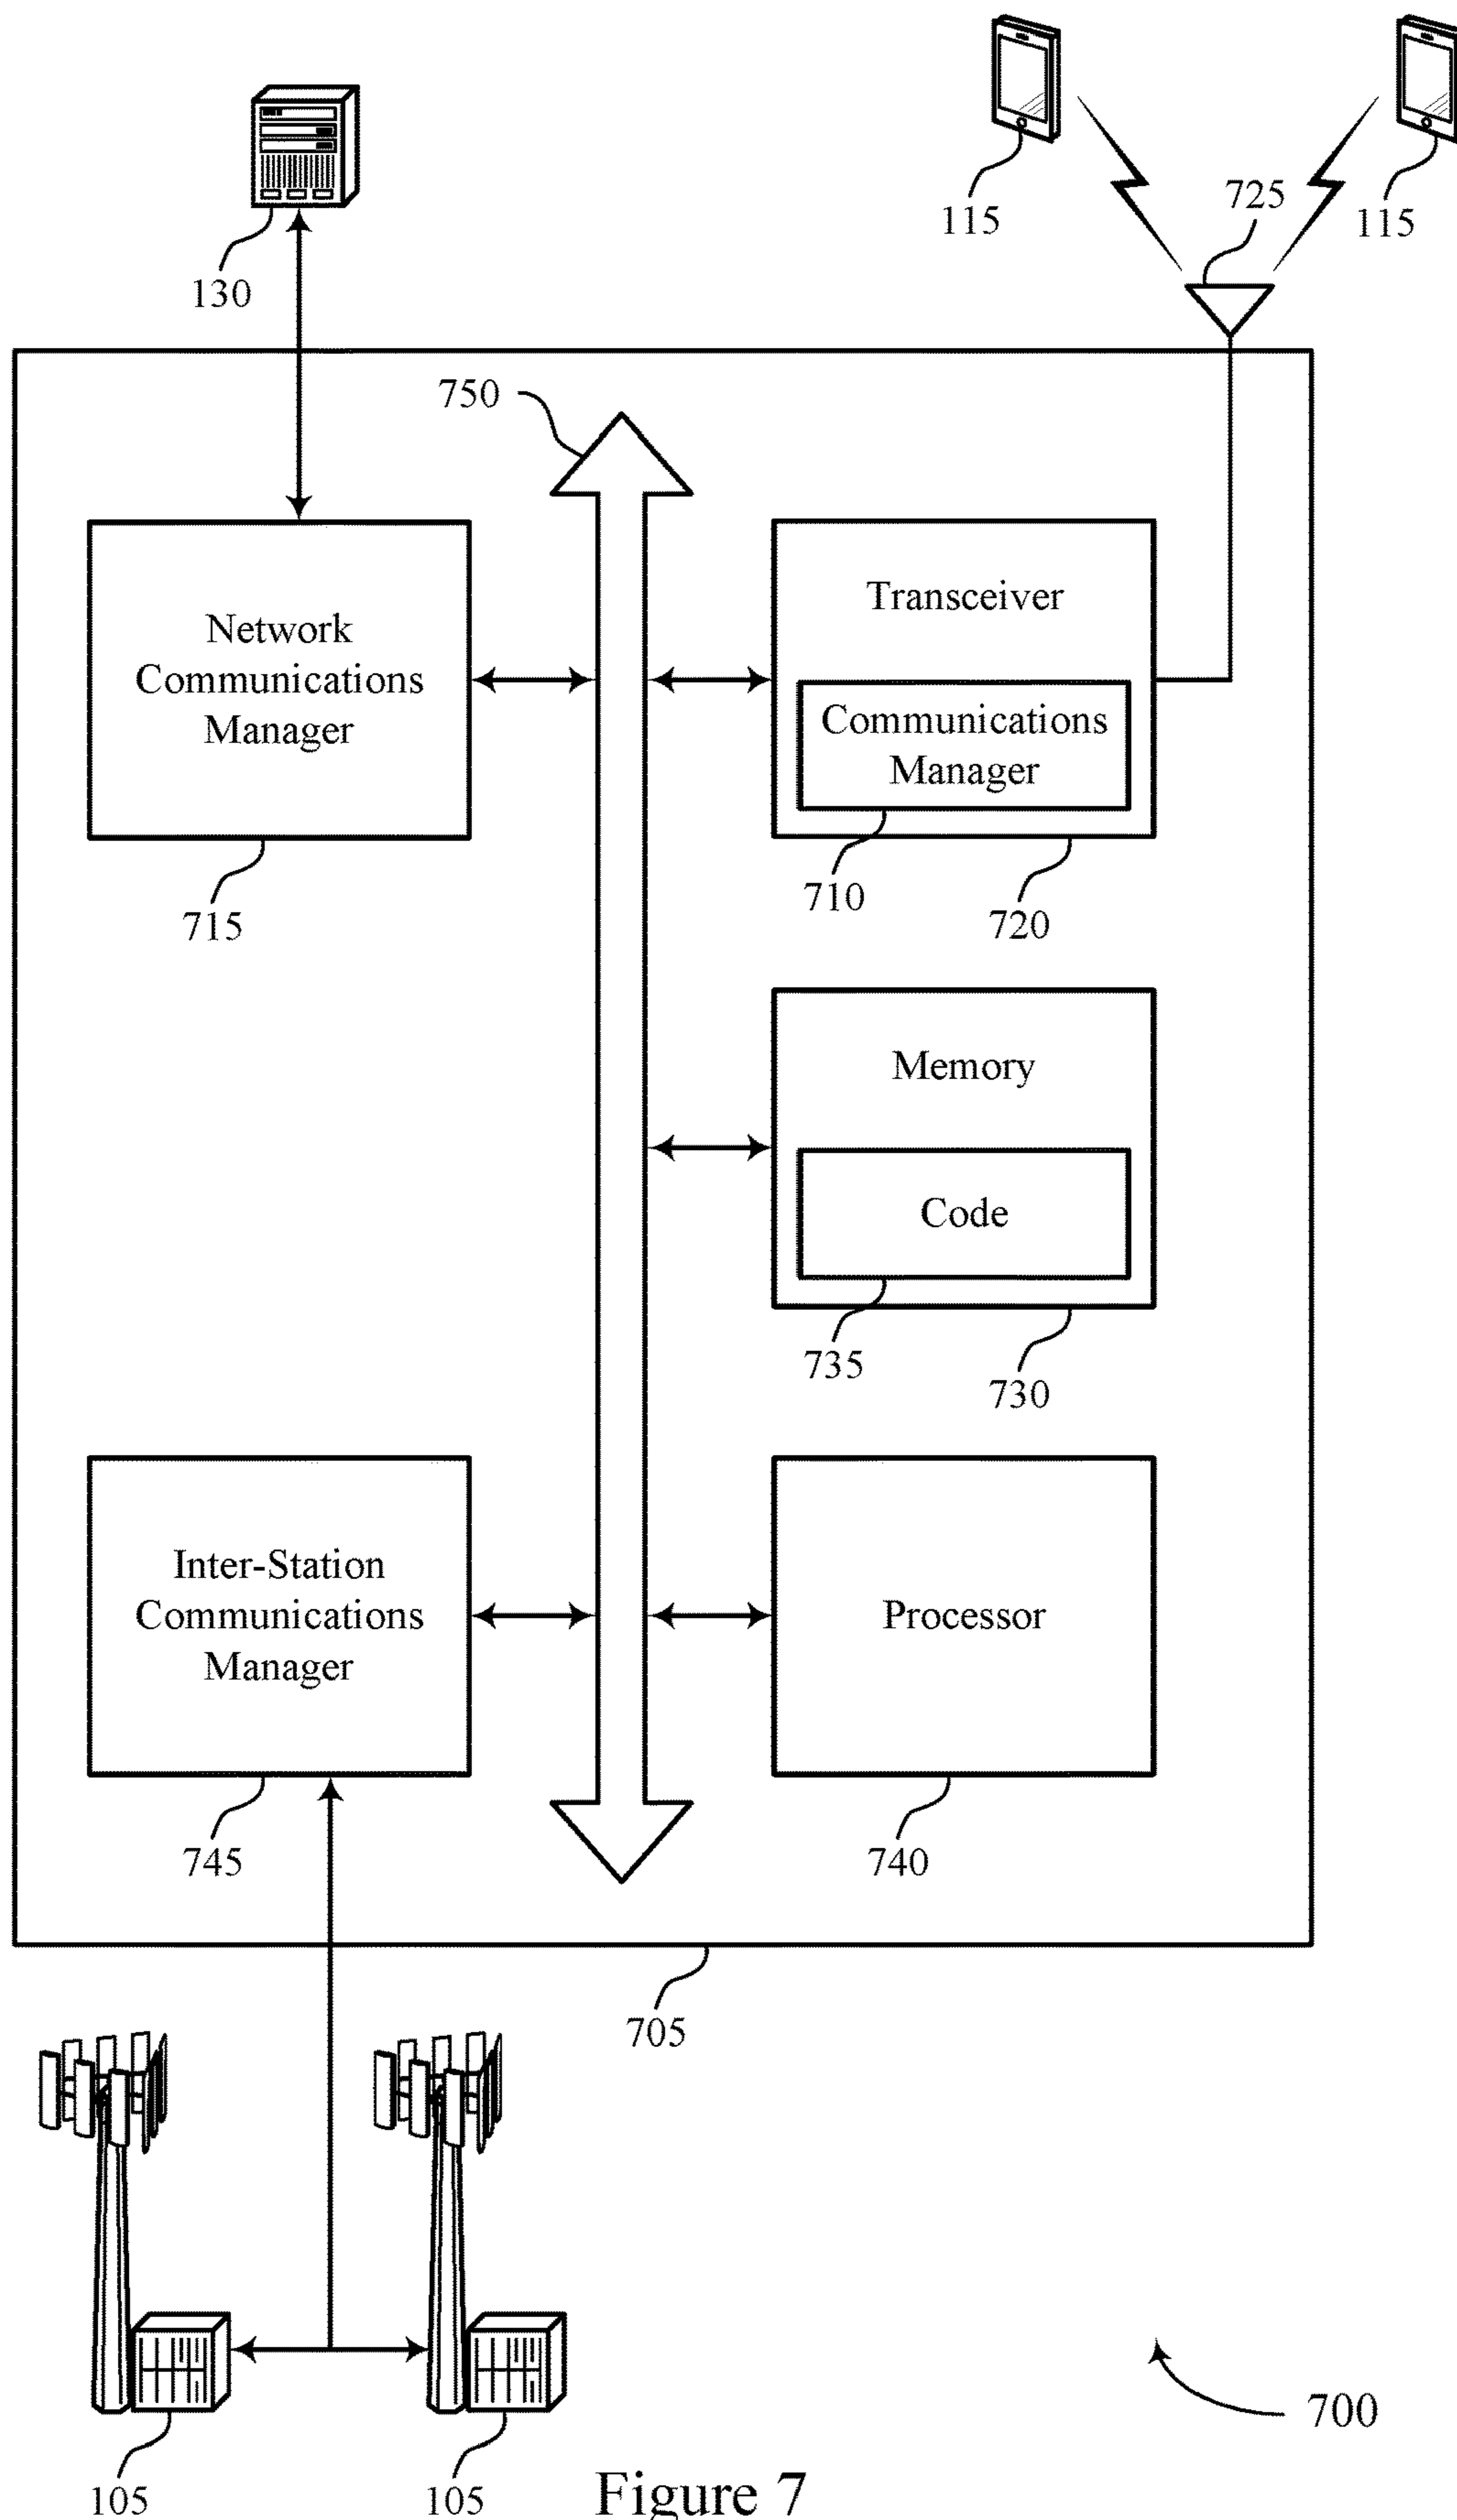 115
725
115
130
750
Network
Communications
Manager
715
Transceiver
Communications
Manager
710
720
Memory
Code
735
730
Inter-Station
Communications
Manager
745
Processor
740
705
105
105
700
Figure 7